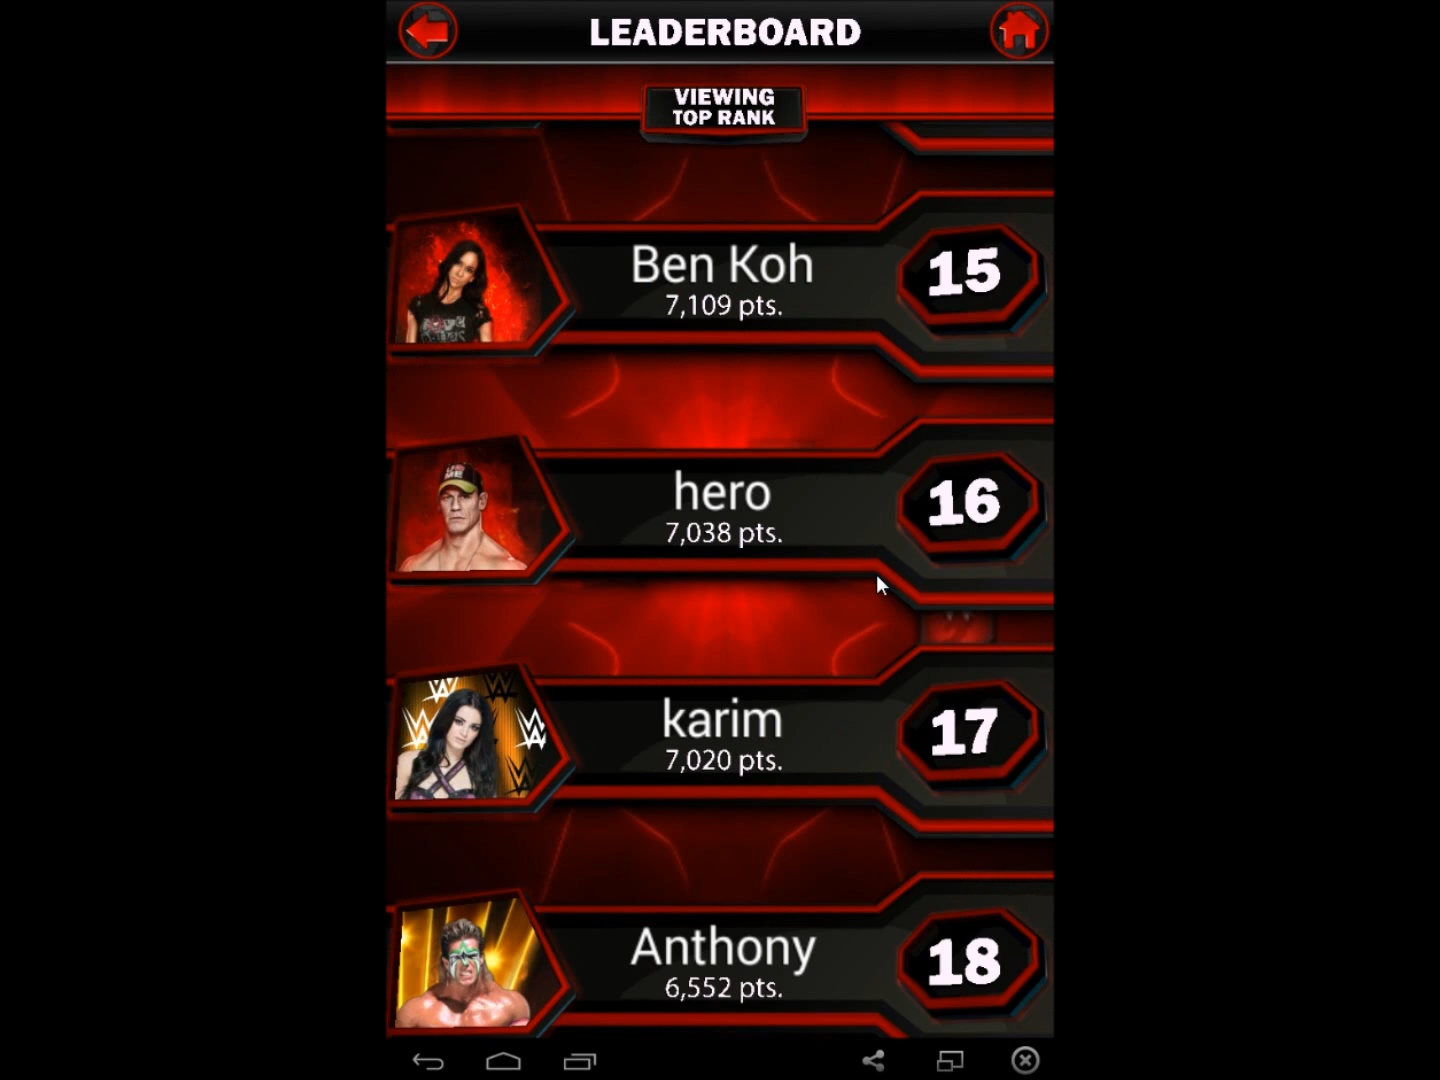 LEADERBOARD
VIEWING
TOP RANK
Ben Koh
7,109 pts.
15
hero
7,038 pts.
16
karim
7,020 pts.
17
Anthony
6,552 pts.
18